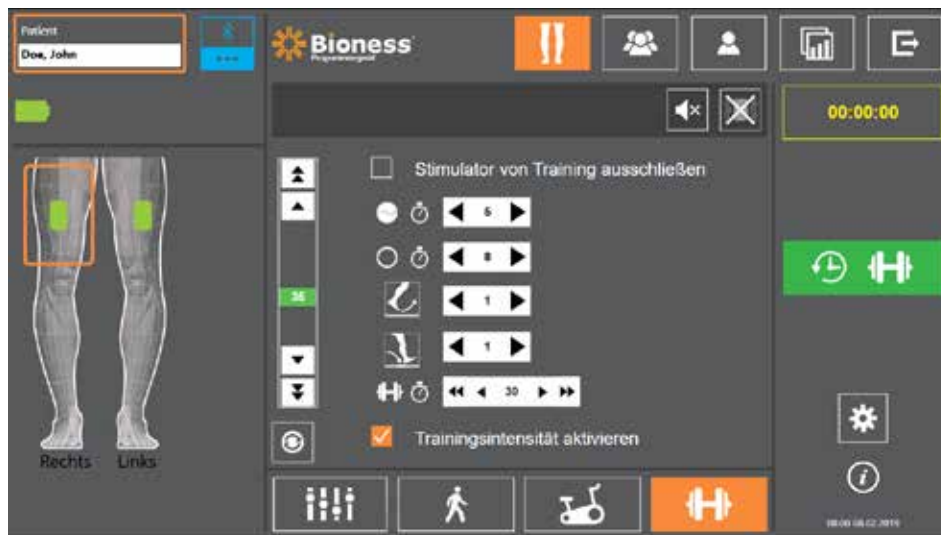 Patient
Doe, John
Bioness
00:00:00
Stimulator von Training ausschließen
5
8
36
1
1
30
Trainingsintensität aktivieren
Rechts Links